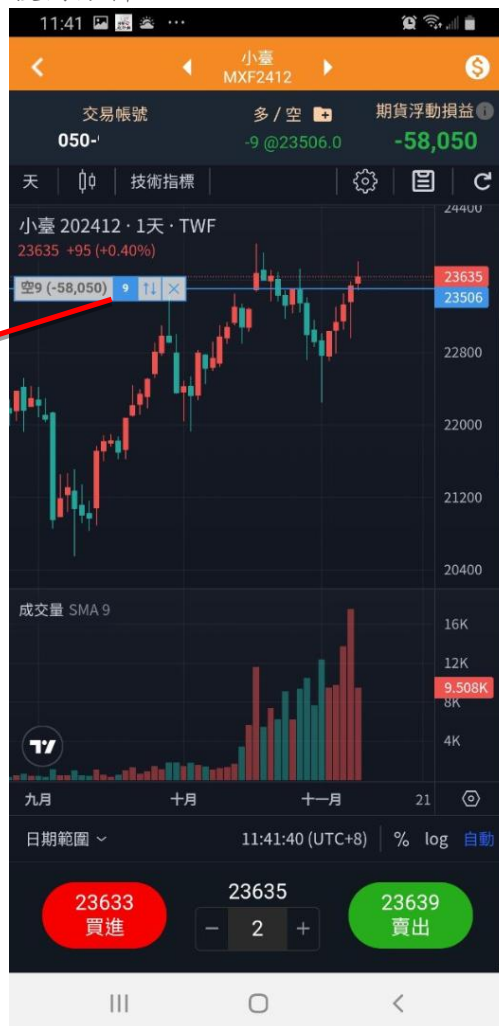 11:41
小臺
MXF2412
交易帳號
多 / 空
期貨浮動損益
050-
-9 @23506.0
-58,050
天
技術指標
小臺 202412 · 1天 · TWF
23635 +95 (+0.40%)
空9 (-58,050) 9
24400
23635
23506
22800
22000
21200
20400
成交量 SMA 9
16K
12K
9.508K
8K
4K
九月 十月 十一月 21
日期範圍 11:41:40 (UTC+8) % log 自動
23633
買進
23635
− 2 +
23639
賣出